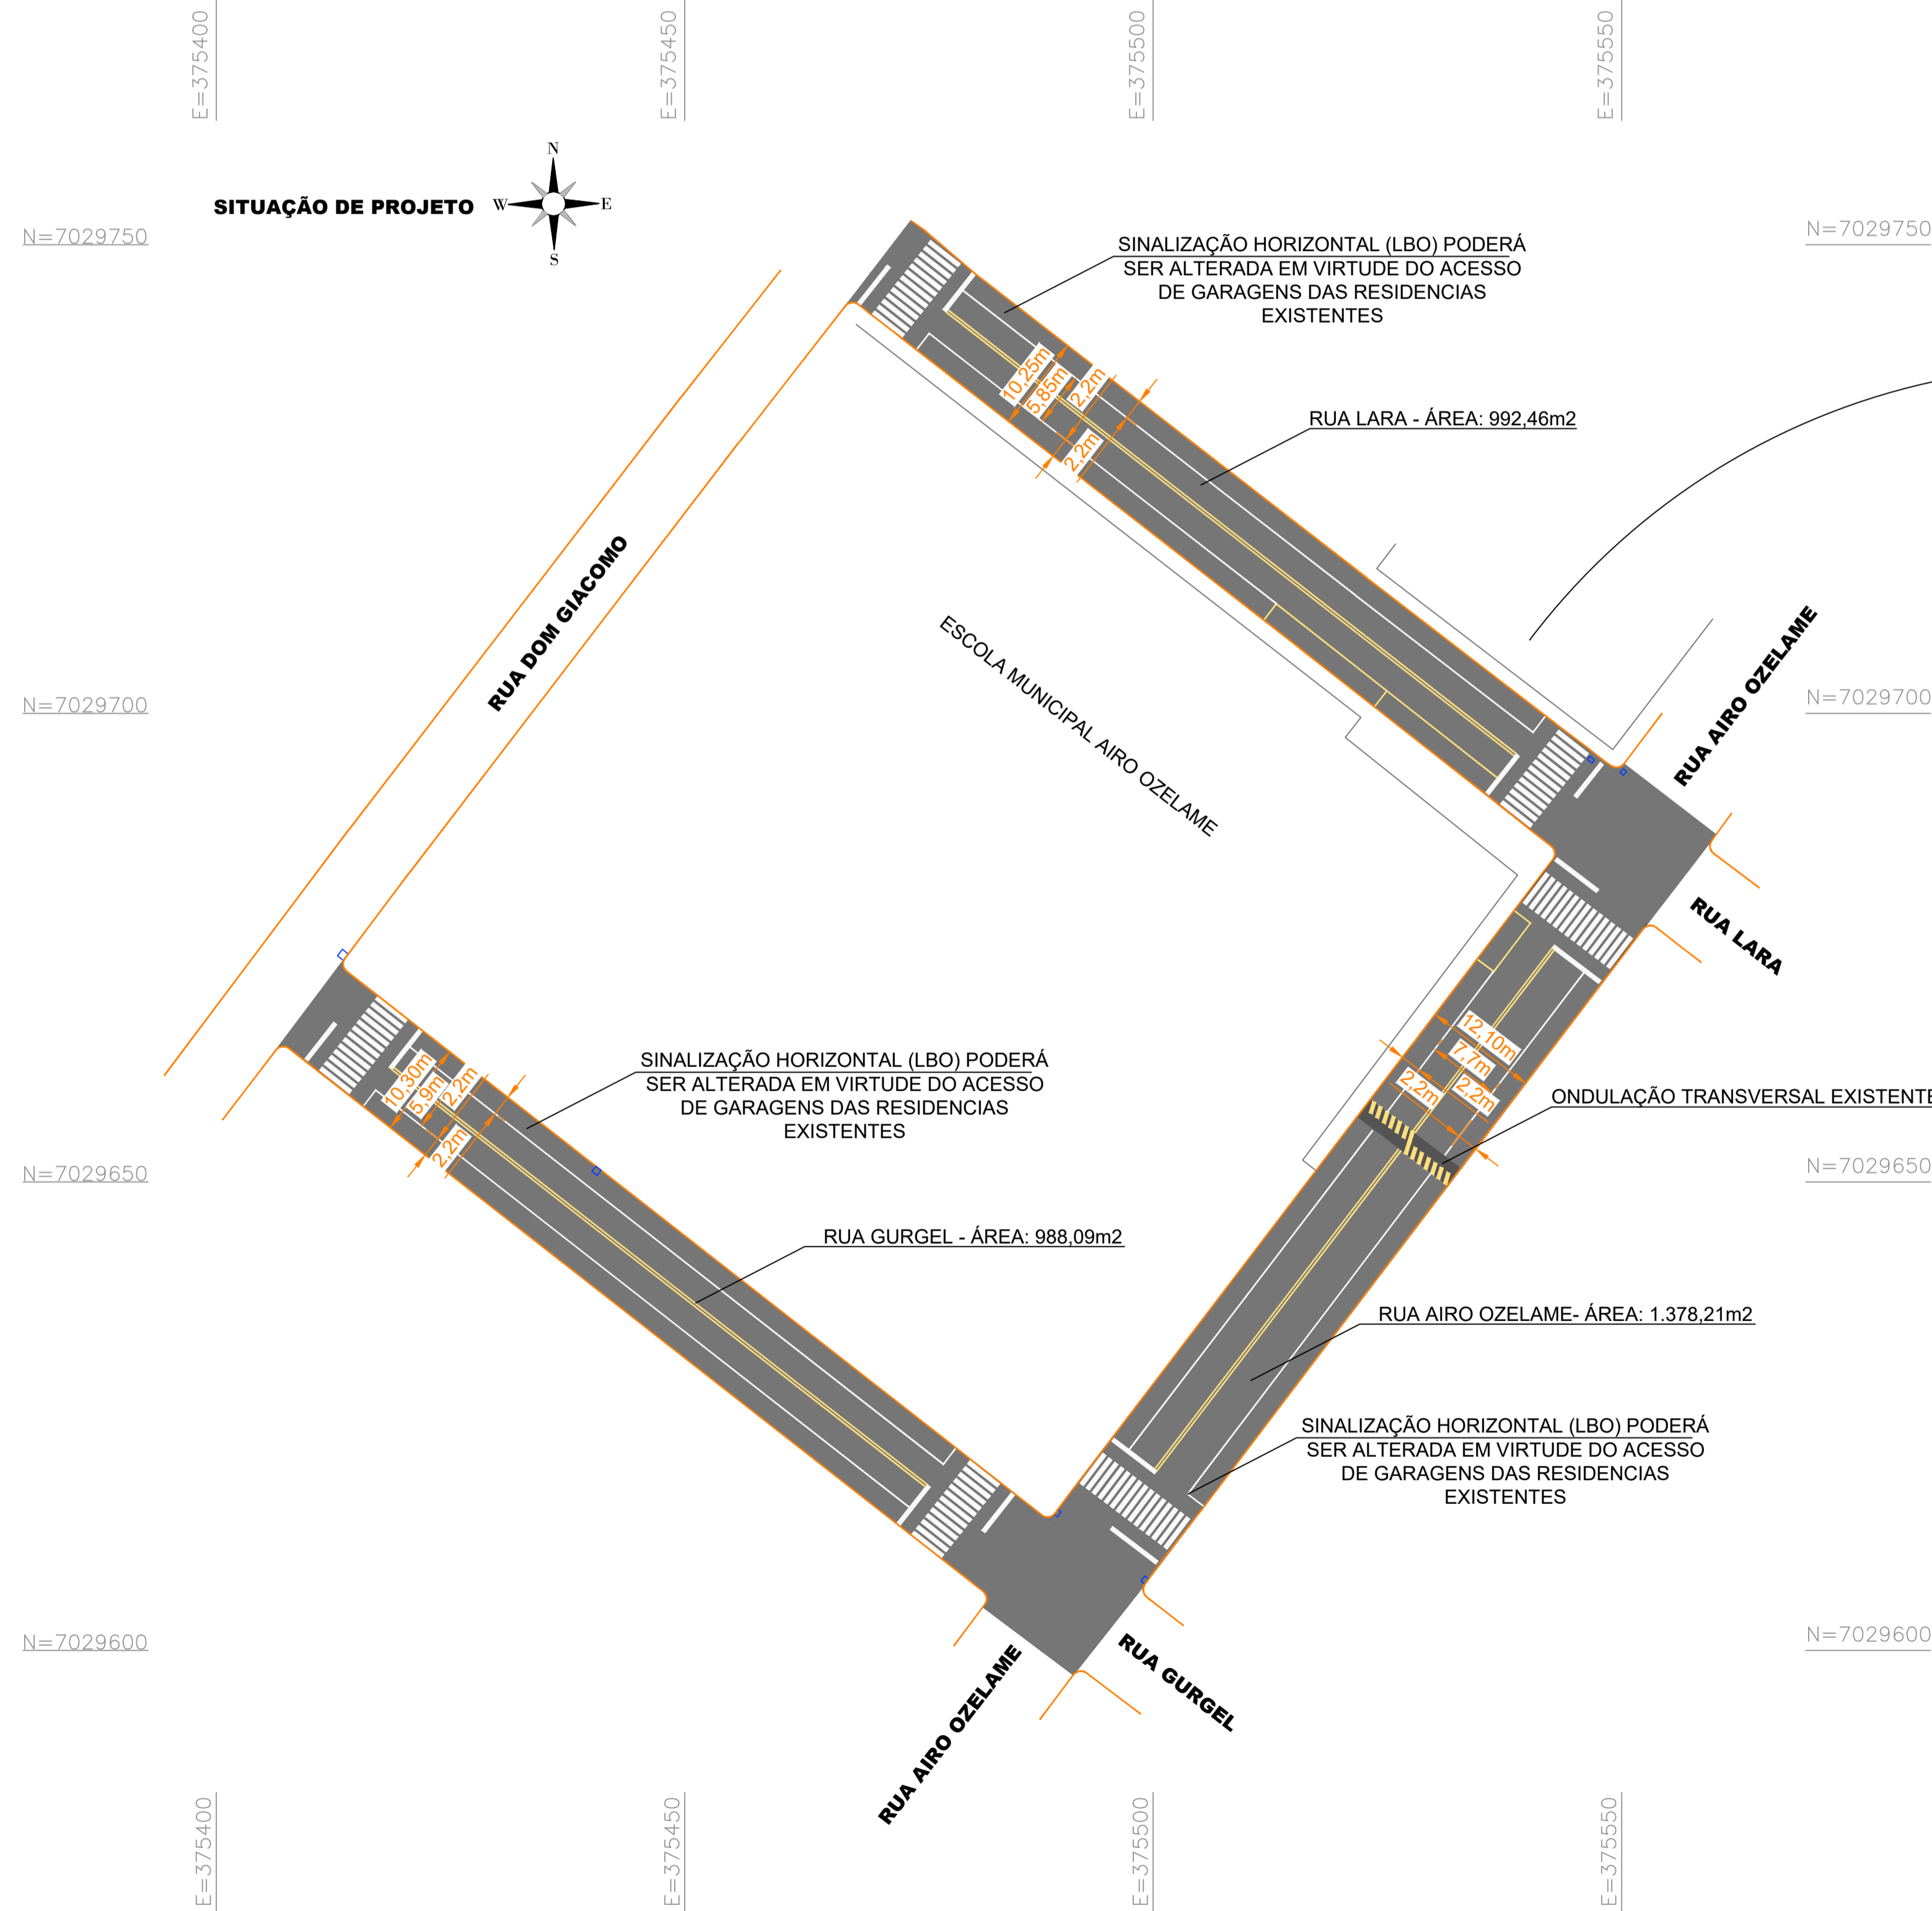 E=375400
E=375450
E=375500
E=375550
SITUAÇÃO DE PROJETO
N
W
E
S
N=7029750
N=7029750
SINALIZAÇÃO HORIZONTAL (LBO) PODERÁ
SER ALTERADA EM VIRTUDE DO ACESSO
DE GARAGENS DAS RESIDENCIAS
EXISTENTES
10,25m
5,85m
2,2m
2,2m
RUA LARA - ÁREA: 992,46m2
RUA DOM GIACOMO
ESCOLA MUNICIPAL AIRO OZELAME
RUA AIRO OZELAME
N=7029700
N=7029700
RUA LARA
12,10m
7,7m
2,2m
2,2m
ONDULAÇÃO TRANSVERSAL EXISTENTE
SINALIZAÇÃO HORIZONTAL (LBO) PODERÁ
SER ALTERADA EM VIRTUDE DO ACESSO
DE GARAGENS DAS RESIDENCIAS
EXISTENTES
10,30m
5,9m
2,2m
2,2m
N=7029650
N=7029650
RUA GURGEL - ÁREA: 988,09m2
RUA AIRO OZELAME- ÁREA: 1.378,21m2
SINALIZAÇÃO HORIZONTAL (LBO) PODERÁ
SER ALTERADA EM VIRTUDE DO ACESSO
DE GARAGENS DAS RESIDENCIAS
EXISTENTES
N=7029600
N=7029600
RUA AIRO OZELAME
RUA GURGEL
E=375400
E=375450
E=375500
E=375550